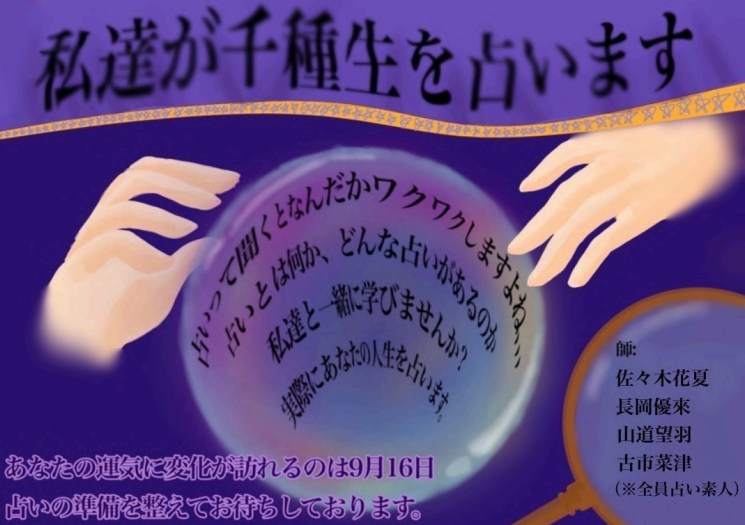 私達が千種生を占います
占いって聞くとなんだかワクワクしますよね、、、
占いとは何か、どんな占いがあるのか
私達と一緒に学びませんか?
実際にあなたの人生を占います。
師:
佐々木花夏
長岡優來
山道望羽
古市菜津
(※全員占い素人)
あなたの運気に変化が訪れるのは9月16日
占いの準備を整えてお待ちしております。